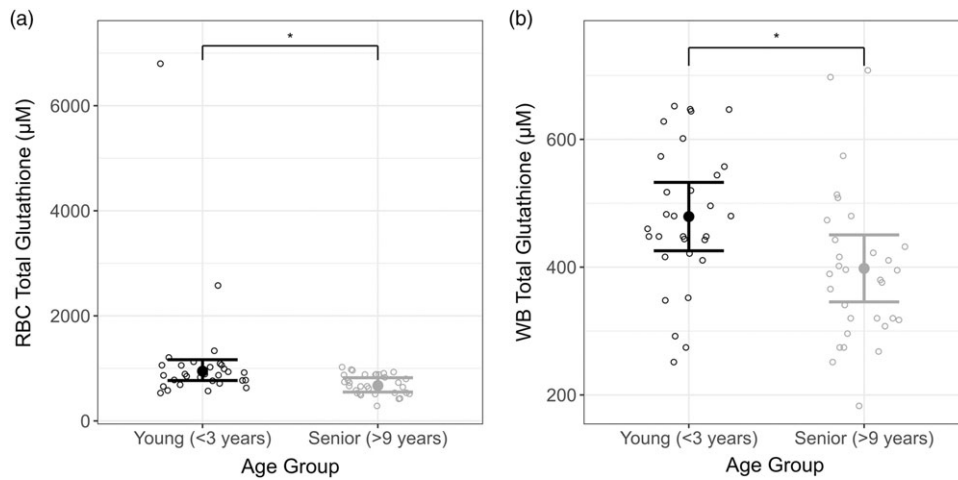 (a)
*
RBC Total Glutathione (µM)
6000
4000
2000
0
Young (<3 years)
Senior (>9 years)
Age Group
(b)
*
WB Total Glutathione (µM)
600
400
200
Young (<3 years)
Senior (>9 years)
Age Group